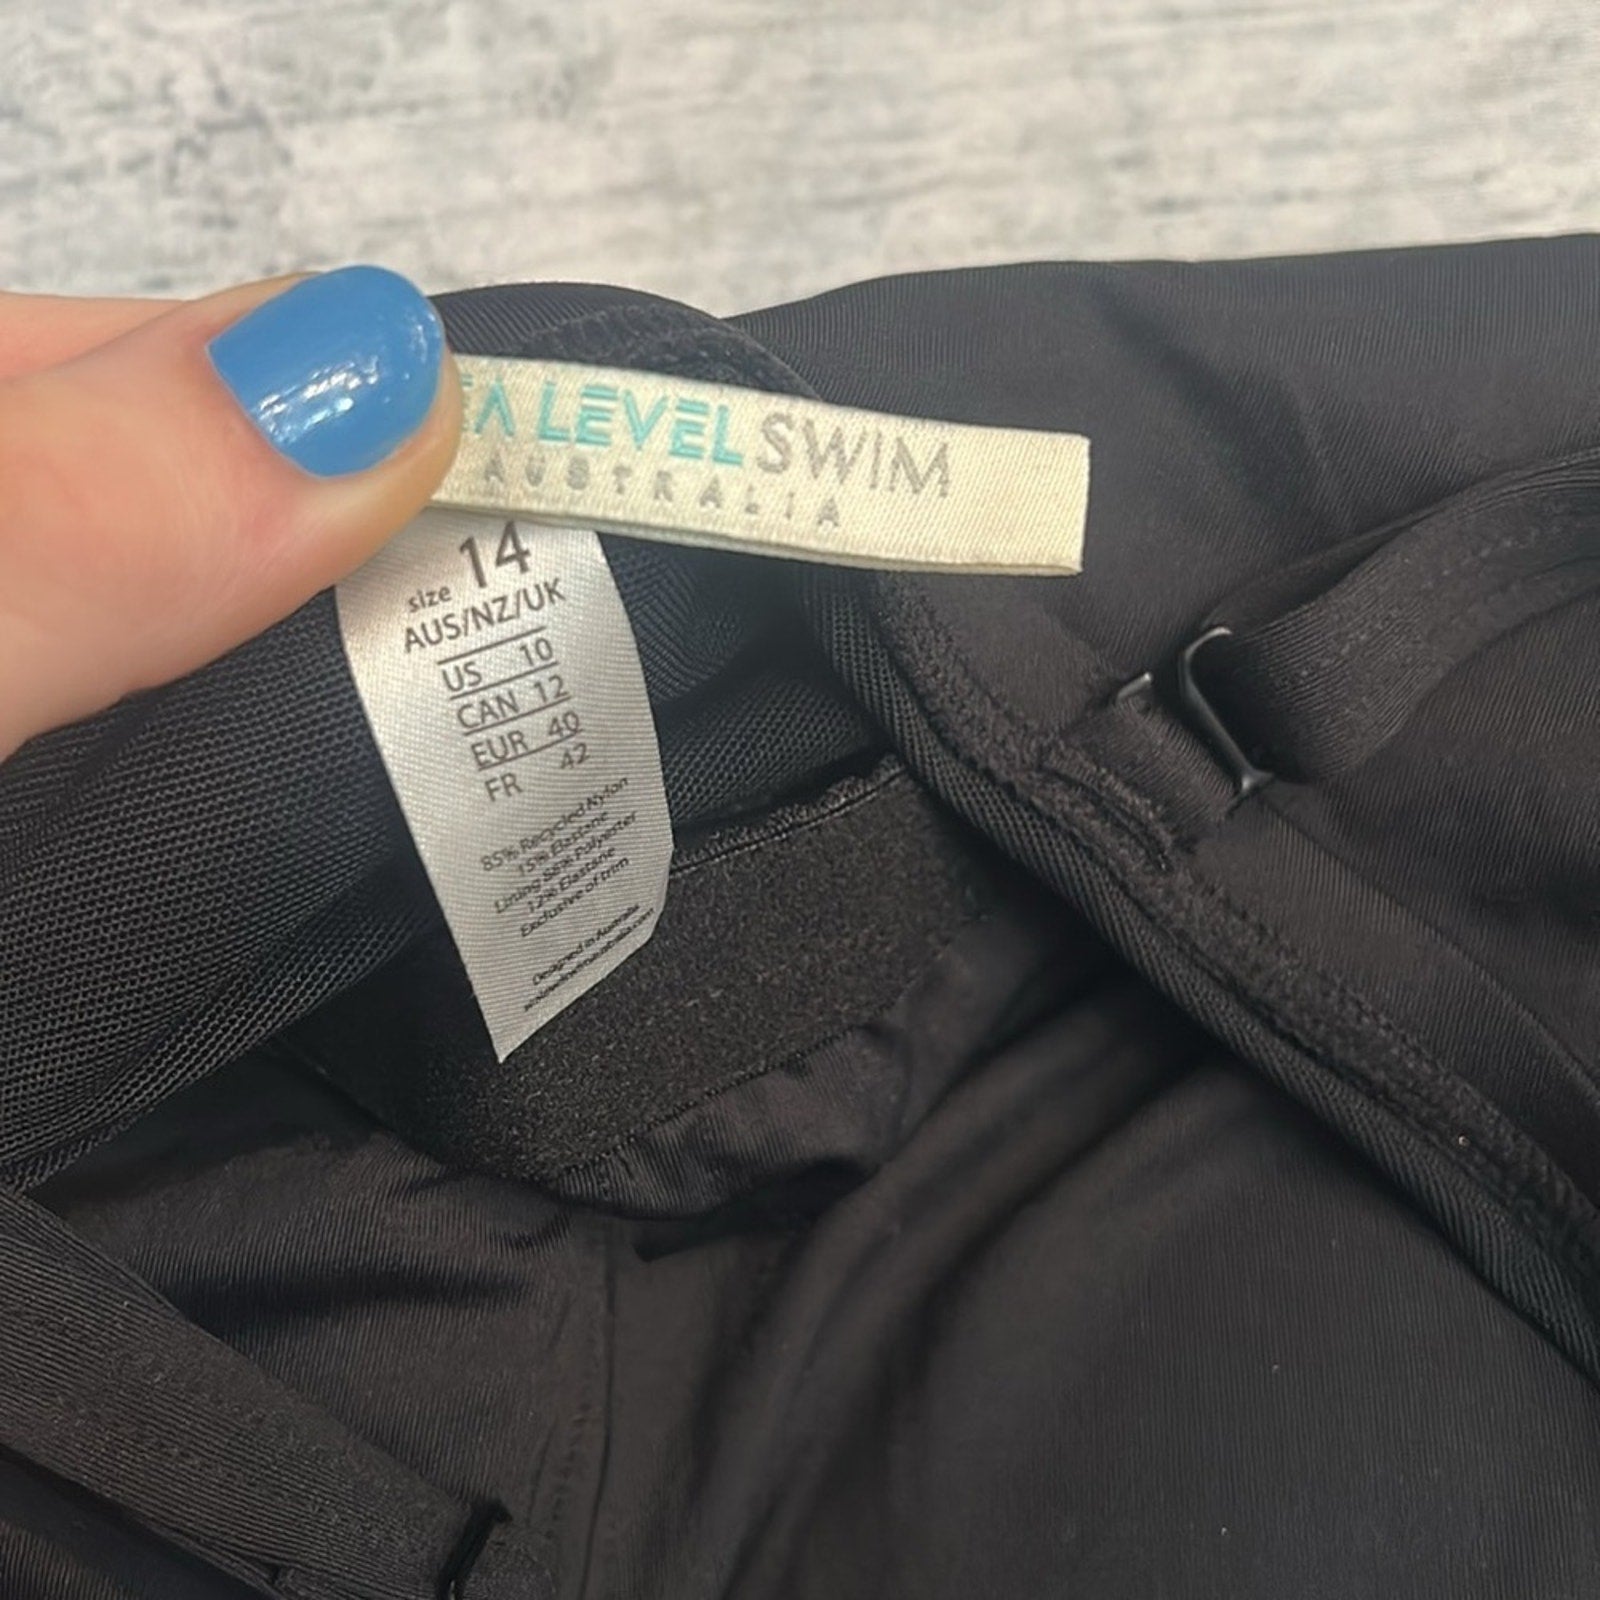 EA LEVEL SWIM
AUSTRALIA
size 14
AUS/NZ/UK
US 10
CAN 12
EUR 40
FR 42
85% Recycled Nylon
15% Elastane
Lining 88% Polyester
12% Elastane
Exclusive of trim
Designed in Australia